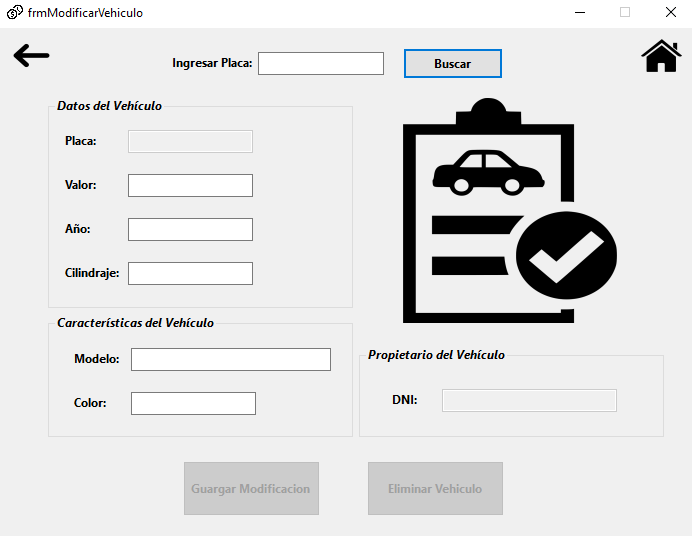 frmModificarVehiculo
Ingresar Placa:
Buscar
Datos del Vehículo
Placa:
Valor:
Año:
Cilindraje:
Características del Vehículo
Modelo:
Color:
Propietario del Vehículo
DNI:
Guargar Modificacion
Eliminar Vehiculo